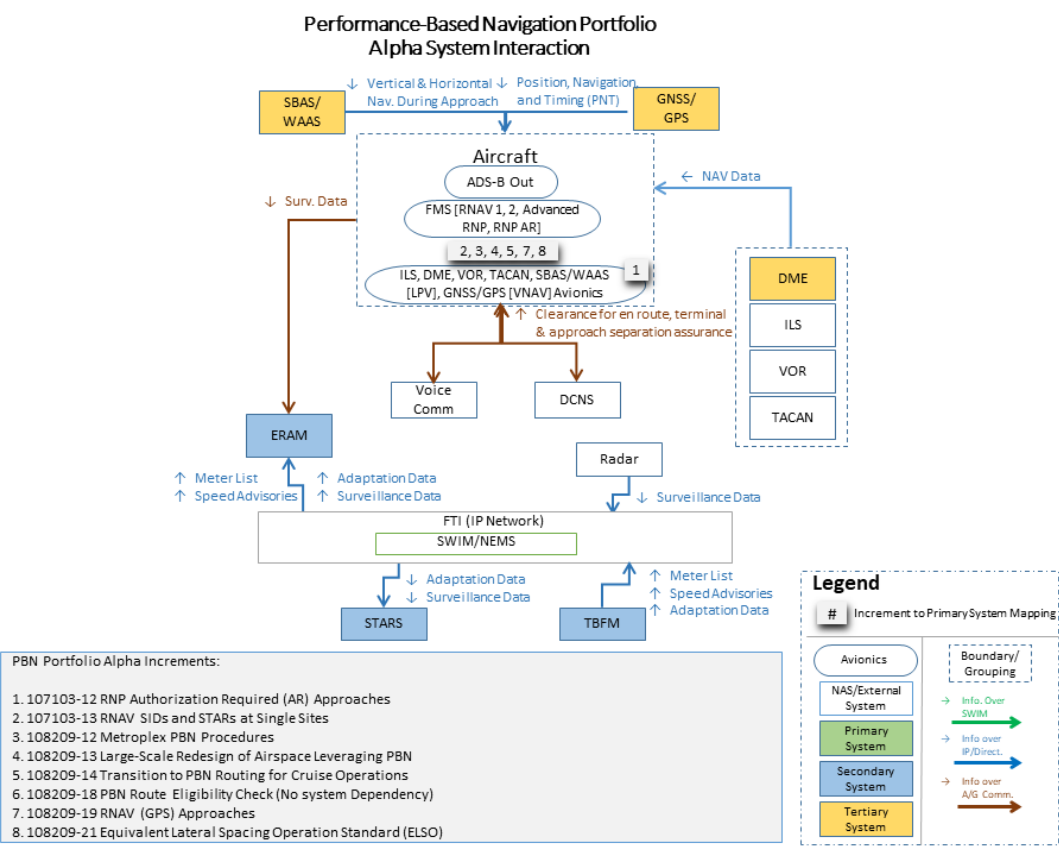 Performance-Based Navigation Portfolio
Alpha System Interaction
↓ Vertical & Horizontal
Nav. During Approach
↓ Position, Navigation,
and Timing (PNT)
SBAS/
WAAS
GNSS/
GPS
Aircraft
ADS-B Out
FMS [RNAV 1, 2, Advanced
RNP, RNP AR]
2, 3, 4, 5, 7, 8
1
ILS, DME, VOR, TACAN, SBAS/WAAS
[LPV], GNSS/GPS [VNAV] Avionics
← NAV Data
↓ Surv. Data
DME
ILS
VOR
TACAN
↑ Clearance for en route, terminal
& approach separation assurance
Voice
Comm
DCNS
ERAM
Radar
↑ Meter List
↑ Speed Advisories
↑ Adaptation Data
↑ Surveillance Data
↓ Surveillance Data
FTI (IP Network)
SWIM/NEMS
↓ Adaptation Data
↓ Surveillance Data
↑ Meter List
↑ Speed Advisories
↑ Adaptation Data
STARS
TBFM
PBN Portfolio Alpha Increments:
1. 107103-12 RNP Authorization Required (AR) Approaches
2. 107103-13 RNAV SIDs and STARs at Single Sites
3. 108209-12 Metroplex PBN Procedures
4. 108209-13 Large-Scale Redesign of Airspace Leveraging PBN
5. 108209-14 Transition to PBN Routing for Cruise Operations
6. 108209-18 PBN Route Eligibility Check (No system Dependency)
7. 108209-19 RNAV (GPS) Approaches
8. 108209-21 Equivalent Lateral Spacing Operation Standard (ELSO)
Legend
# Increment to Primary System Mapping
Avionics
NAS/External
System
Primary
System
Secondary
System
Tertiary
System
Boundary/
Grouping
→ Info. Over
SWIM
→ Info over
IP/Direct.
→ Info over
A/G Comm.